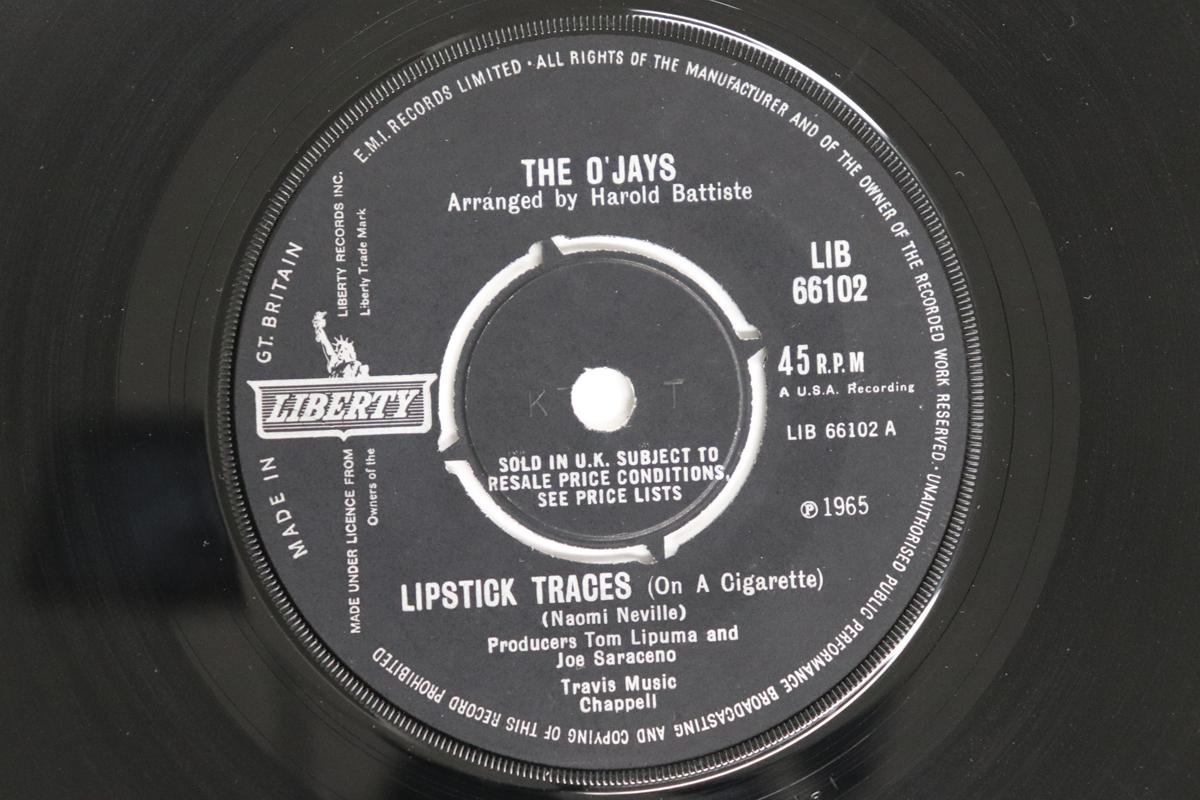 E.M.I. RECORDS LIMITED · ALL RIGHTS OF THE MANUFACTURER AND OF THE OWNER OF THE RECORDED WORK RESERVED · UNAUTHORISED PUBLIC PERFORMANCE BROADCASTING AND COPYING OF THIS RECORD PROHIBITED
THE O'JAYS
Arranged by Harold Battiste
MADE IN GT. BRITAIN
LIBERTY RECORDS INC.
Liberty Trade Mark
LIBERTY
MADE UNDER LICENCE FROM
Owners of the
LIB
66102
45 R.P.M
A U.S.A. Recording
LIB 66102 A
℗ 1965
K T T
SOLD IN U.K. SUBJECT TO
RESALE PRICE CONDITIONS,
SEE PRICE LISTS
LIPSTICK TRACES (On A Cigarette)
(Naomi Neville)
Producers Tom Lipuma and
Joe Saraceno
Travis Music
Chappell